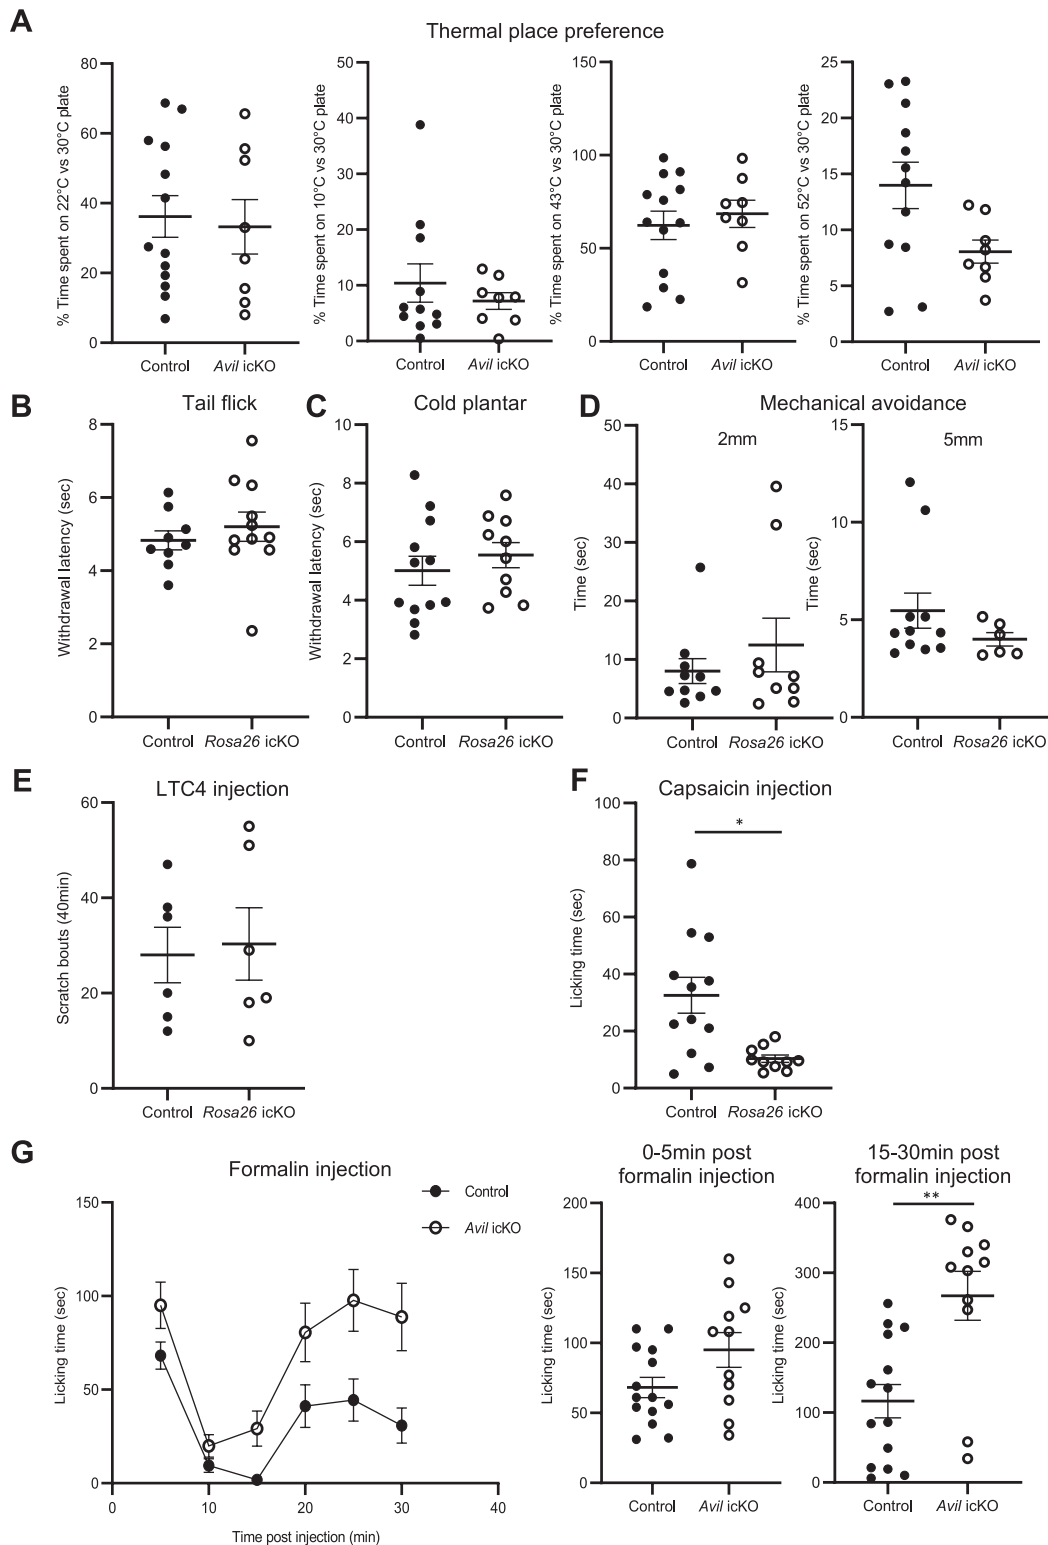 A
Thermal place preference
% Time spent on 22°C vs 30°C plate
80
60
40
20
0
Control
Avil icKO
% Time spent on 10°C vs 30°C plate
50
40
30
20
10
0
Control
Avil icKO
% Time spent on 43°C vs 30°C plate
150
100
50
0
Control
Avil icKO
% Time spent on 52°C vs 30°C plate
25
20
15
10
5
0
Control
Avil icKO
B
Tail flick
Withdrawal latency (sec)
8
6
4
2
0
Control
Rosa26 icKO
C
Cold plantar
Withdrawal latency (sec)
10
8
6
4
2
0
Control
Rosa26 icKO
D
Mechanical avoidance
2mm
Time (sec)
50
40
30
20
10
0
Control
Rosa26 icKO
5mm
Time (sec)
15
10
5
0
Control
Rosa26 icKO
E
LTC4 injection
Scratch bouts (40min)
60
40
20
0
Control
Rosa26 icKO
F
Capsaicin injection
*
Licking time (sec)
100
80
60
40
20
0
Control
Rosa26 icKO
G
Formalin injection
Control
Avil icKO
Licking time (sec)
150
100
50
0
0
10
20
30
40
Time post injection (min)
0-5min post
formalin injection
Licking time (sec)
200
150
100
50
0
Control
Avil icKO
15-30min post
formalin injection
**
Licking time (sec)
400
300
200
100
0
Control
Avil icKO